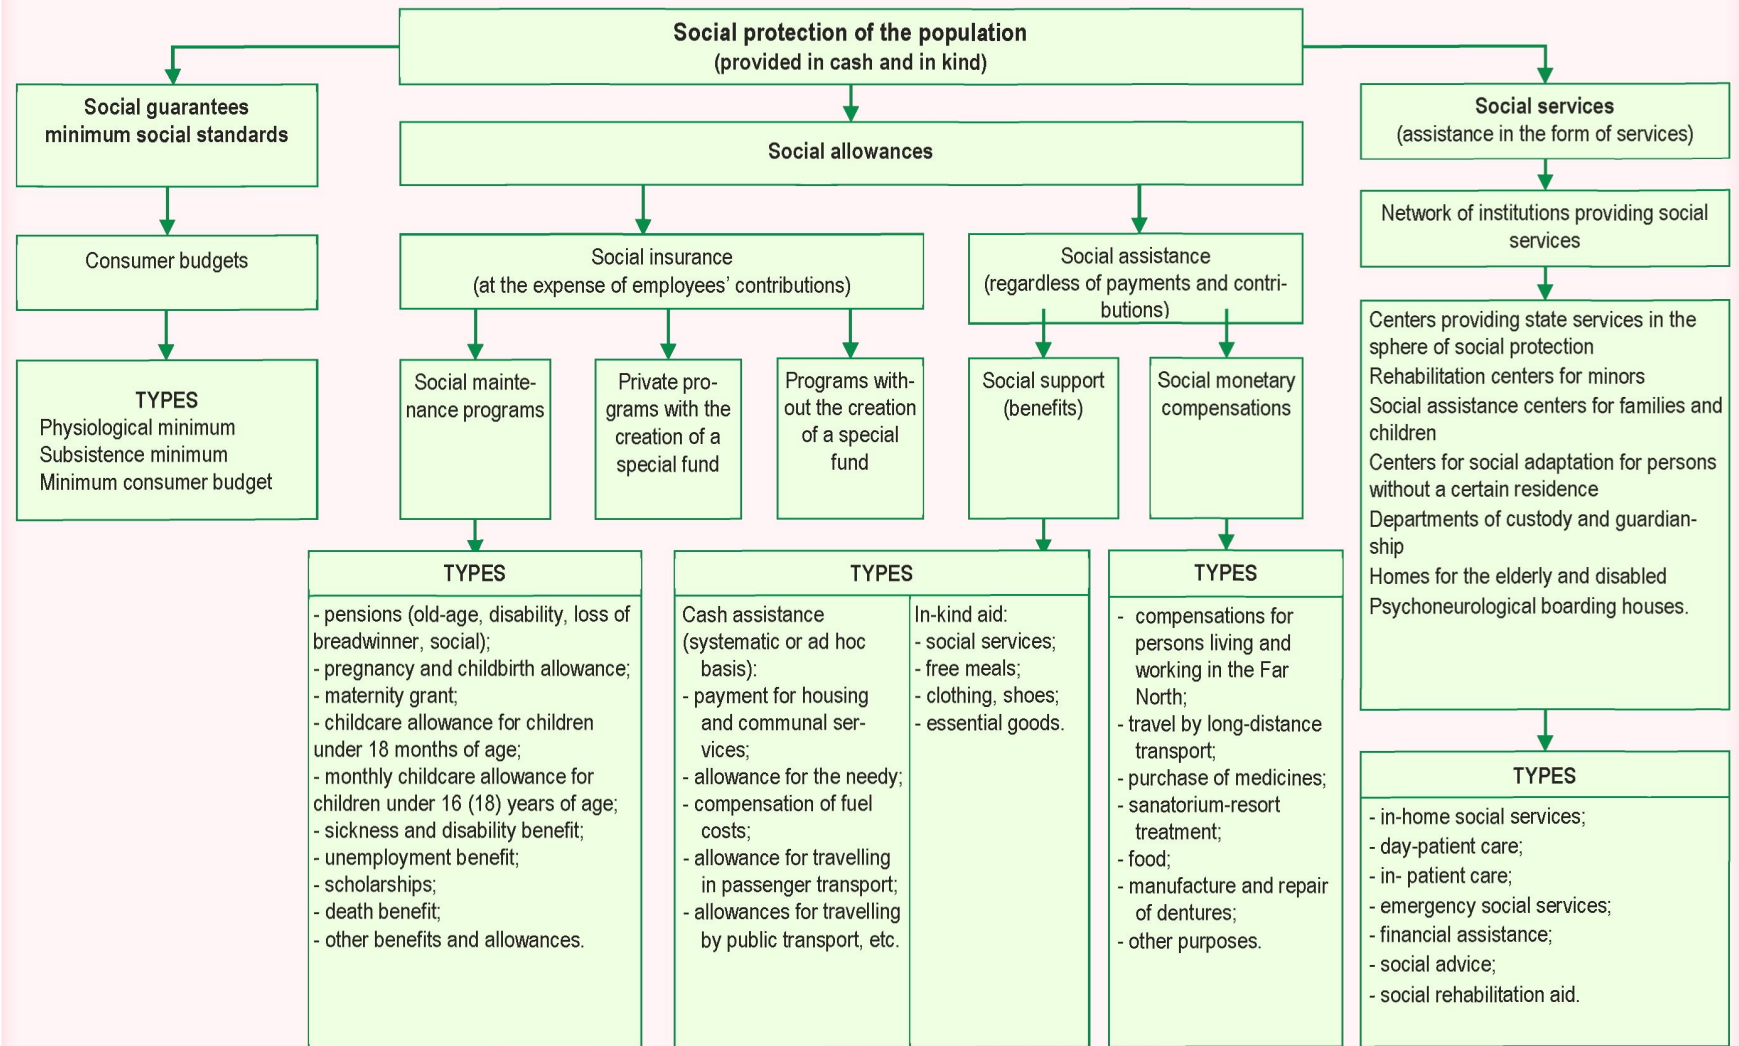 Social protection of the population
(provided in cash and in kind)
Social guarantees
minimum social standards
Consumer budgets
TYPES
Physiological minimum
Subsistence minimum
Minimum consumer budget
Social allowances
Social insurance
(at the expense of employees’ contributions)
Social assistance
(regardless of payments and contri-
butions)
Social mainte-
nance programs
Private pro-
grams with the
creation of a
special fund
Programs with-
out the creation
of a special
fund
Social support
(benefits)
Social monetary
compensations
TYPES
- pensions (old-age, disability, loss of
breadwinner, social);
- pregnancy and childbirth allowance;
- maternity grant;
- childcare allowance for children
under 18 months of age;
- monthly childcare allowance for
children under 16 (18) years of age;
- sickness and disability benefit;
- unemployment benefit;
- scholarships;
- death benefit;
- other benefits and allowances.
TYPES
Cash assistance
(systematic or ad hoc
basis):
- payment for housing
and communal ser-
vices;
- allowance for the needy;
- compensation of fuel
costs;
- allowance for travelling
in passenger transport;
- allowances for travelling
by public transport, etc.
In-kind aid:
- social services;
- free meals;
- clothing, shoes;
- essential goods.
TYPES
- compensations for
persons living and
working in the Far
North;
- travel by long-distance
transport;
- purchase of medicines;
- sanatorium-resort
treatment;
- food;
- manufacture and repair
of dentures;
- other purposes.
Social services
(assistance in the form of services)
Network of institutions providing social
services
Centers providing state services in the
sphere of social protection
Rehabilitation centers for minors
Social assistance centers for families and
children
Centers for social adaptation for persons
without a certain residence
Departments of custody and guardian-
ship
Homes for the elderly and disabled
Psychoneurological boarding houses.
TYPES
- in-home social services;
- day-patient care;
- in- patient care;
- emergency social services;
- financial assistance;
- social advice;
- social rehabilitation aid.